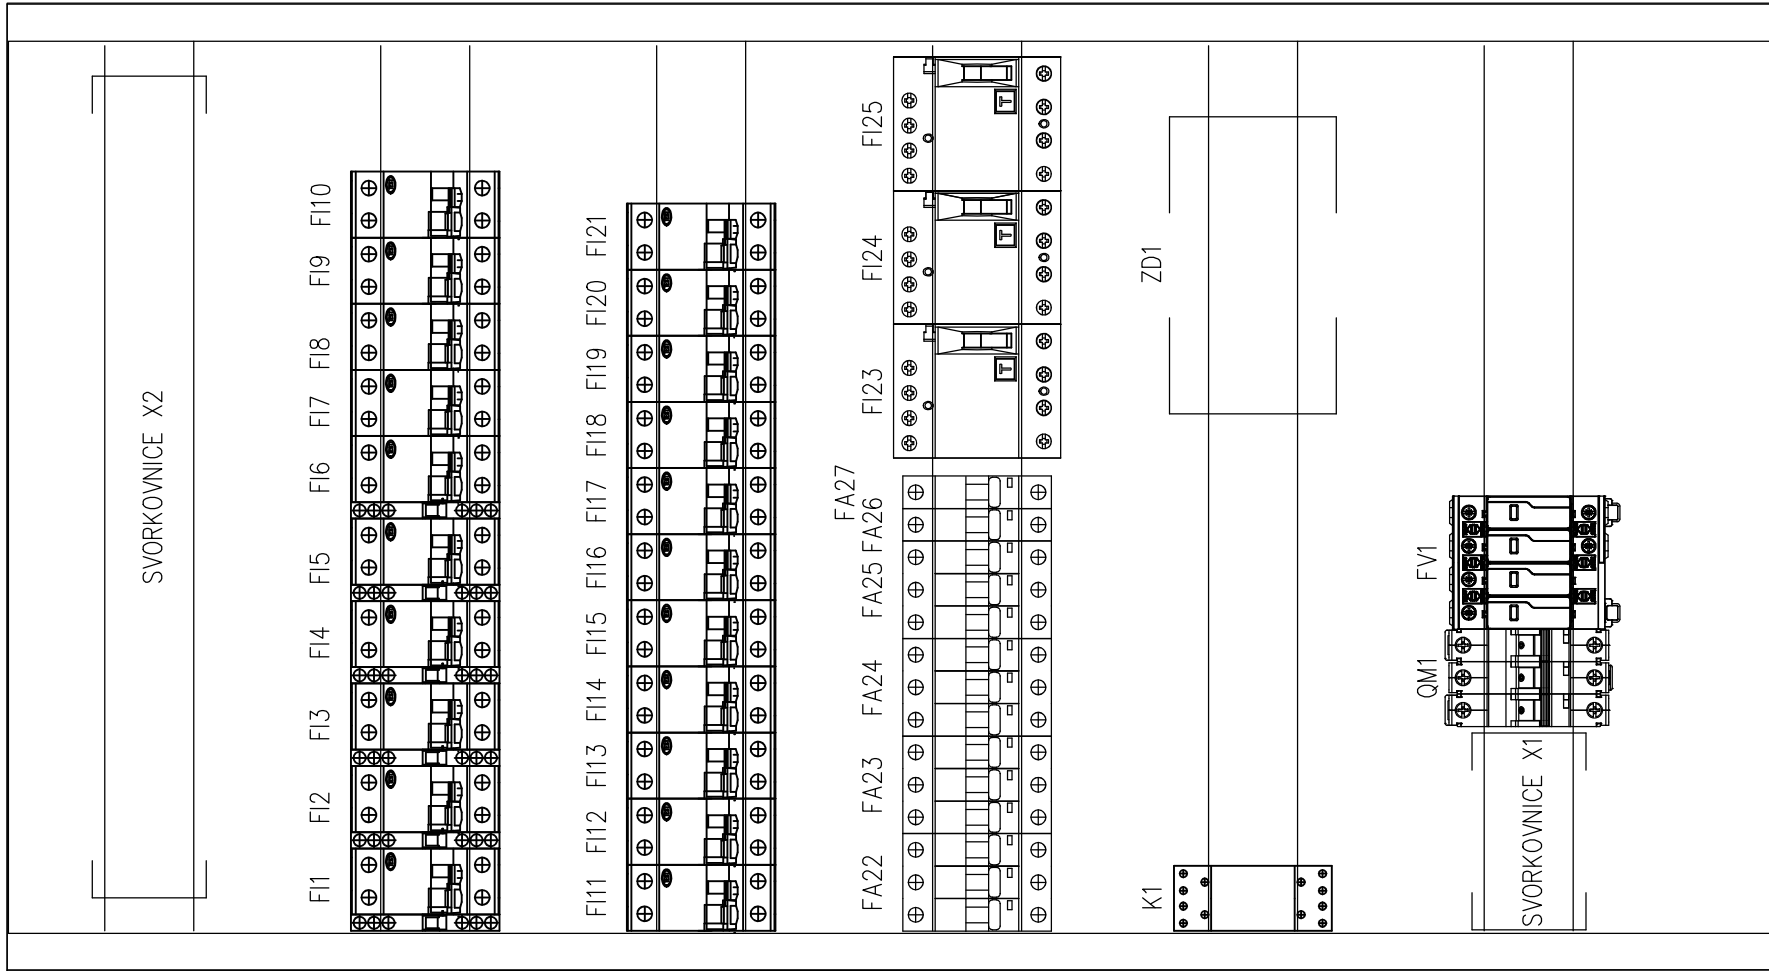 SVORKOVNICE X2
FI1
FI2
FI3
FI4
FI5
FI6
FI7
FI8
FI9
FI10
FI11
FI12
FI13
FI14
FI15
FI16
FI17
FI18
FI19
FI20
FI21
FA22
FA23
FA24
FA25
FA26
FA27
FI23
FI24
FI25
T
T
T
K1
ZD1
SVORKOVNICE X1
QM1
FV1